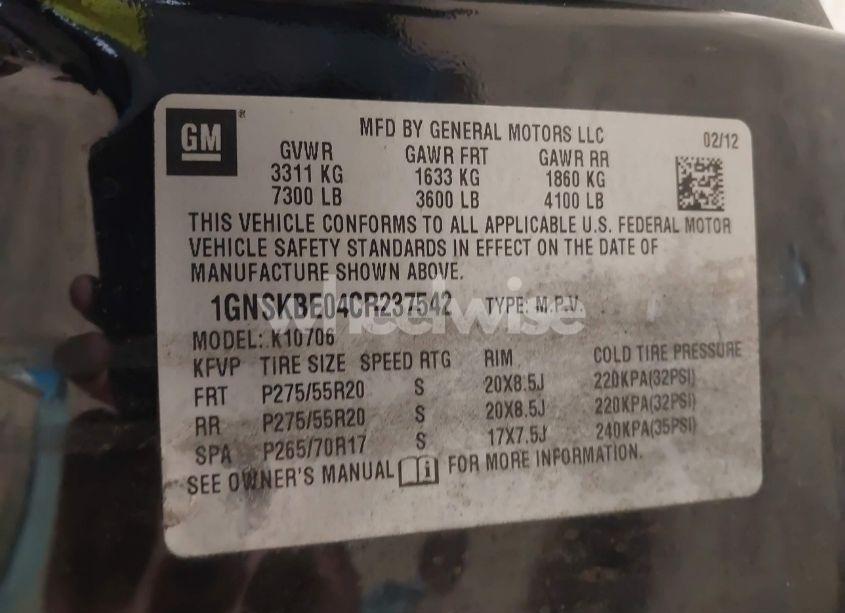 GM ®
MFD BY GENERAL MOTORS LLC
02/12
GVWR GAWR FRT GAWR RR
3311 KG 1633 KG 1860 KG
7300 LB 3600 LB 4100 LB
THIS VEHICLE CONFORMS TO ALL APPLICABLE U.S. FEDERAL MOTOR
VEHICLE SAFETY STANDARDS IN EFFECT ON THE DATE OF
MANUFACTURE SHOWN ABOVE.
1GNSKBE04CR237542 TYPE: M.P.V.
wheelwise
MODEL: K10706
KFVP TIRE SIZE SPEED RTG RIM COLD TIRE PRESSURE
FRT P275/55R20 S 20X8.5J 220KPA(32PSI)
RR P275/55R20 S 20X8.5J 220KPA(32PSI)
SPA P265/70R17 S 17X7.5J 240KPA(35PSI)
SEE OWNER'S MANUAL i FOR MORE INFORMATION.